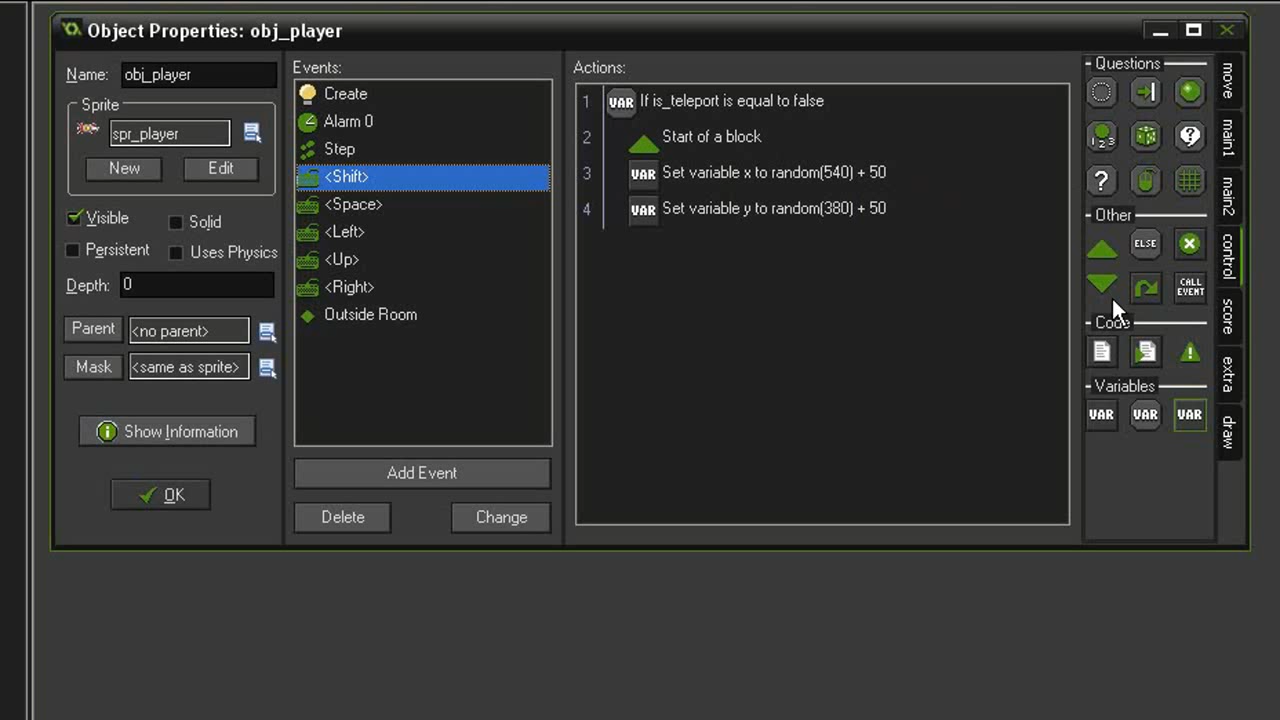 Object Properties: obj_player
Name: obj_player
Sprite
spr_player
New Edit
Visible Solid
Persistent Uses Physics
Depth: 0
Parent <no parent>
Mask <same as sprite>
Show Information
OK
Events:
Create
Alarm 0
Step
<Shift>
<Space>
<Left>
<Up>
<Right>
Outside Room
Add Event
Delete Change
Actions:
1 VAR If is_teleport is equal to false
2 Start of a block
3 VAR Set variable x to random(540) + 50
4 VAR Set variable y to random(380) + 50
Questions
1 2 3 ?
?
Other
ELSE
CALL EVENT
Code
Variables
VAR VAR VAR
move
main1
main2
control
score
extra
draw